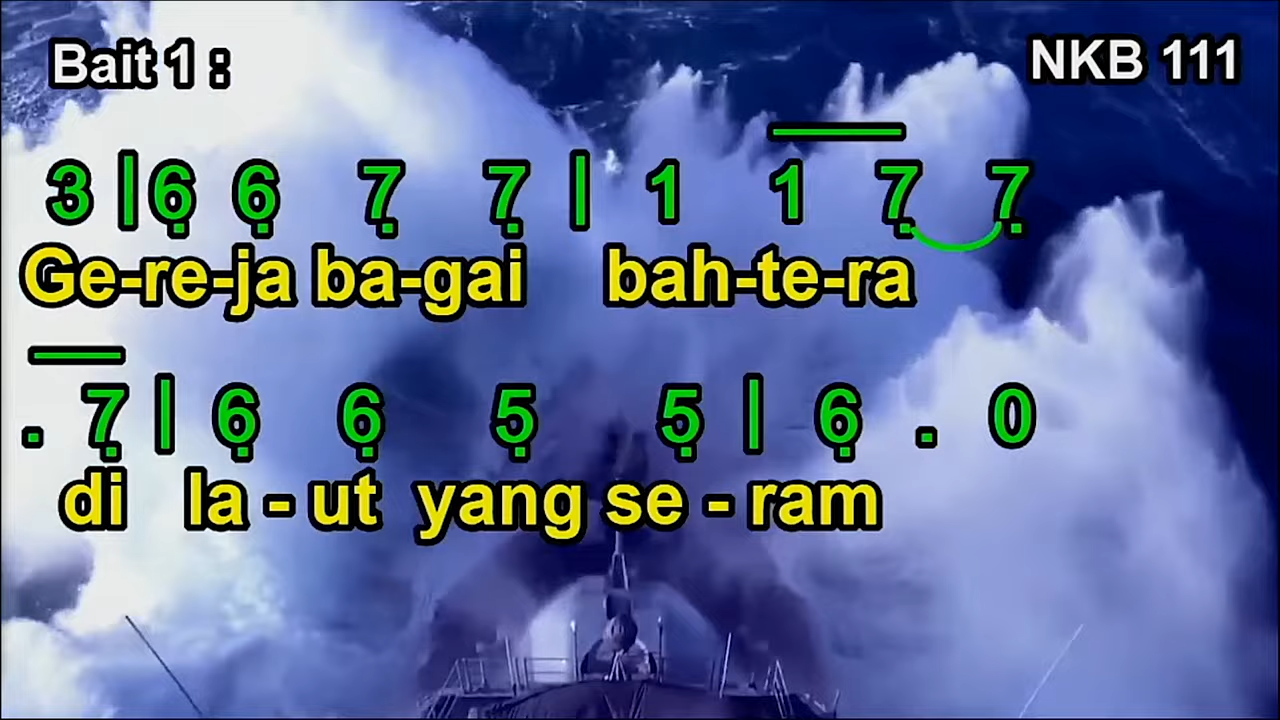 Bait 1 :
NKB 111
3 | 6̣ 6̣ 7̣ 7̣ | 1 1 7̣ 7̣
Ge-re-ja ba-gai bah-te-ra
. 7̣ | 6̣ 6̣ 5̣ 5̣ | 6̣ . 0
di la - ut yang se - ram